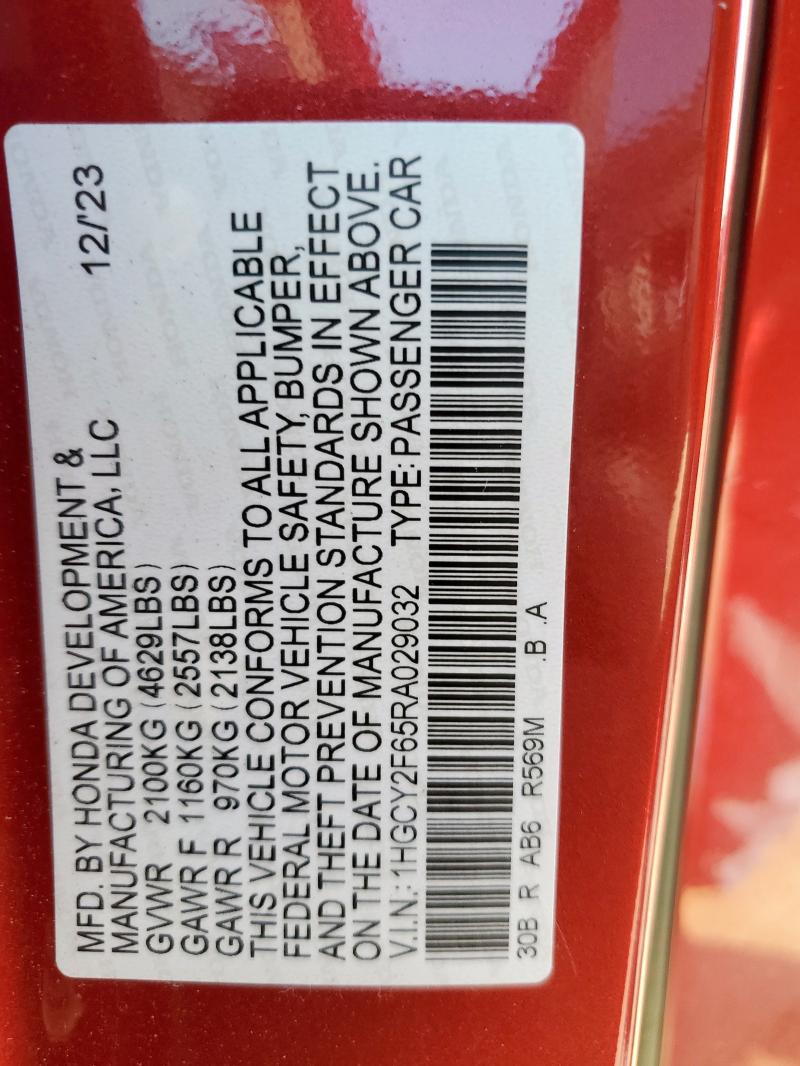 MFD. BY HONDA DEVELOPMENT &
MANUFACTURING OF AMERICA, LLC 12/'23
GVWR 2100KG (4629LBS)
GAWR F 1160KG (2557LBS)
GAWR R 970KG (2138LBS)
THIS VEHICLE CONFORMS TO ALL APPLICABLE
FEDERAL MOTOR VEHICLE SAFETY, BUMPER,
AND THEFT PREVENTION STANDARDS IN EFFECT
ON THE DATE OF MANUFACTURE SHOWN ABOVE.
V.I.N.: 1HGCY2F65RA029032 TYPE: PASSENGER CAR
30B R AB6 R569M .B .A